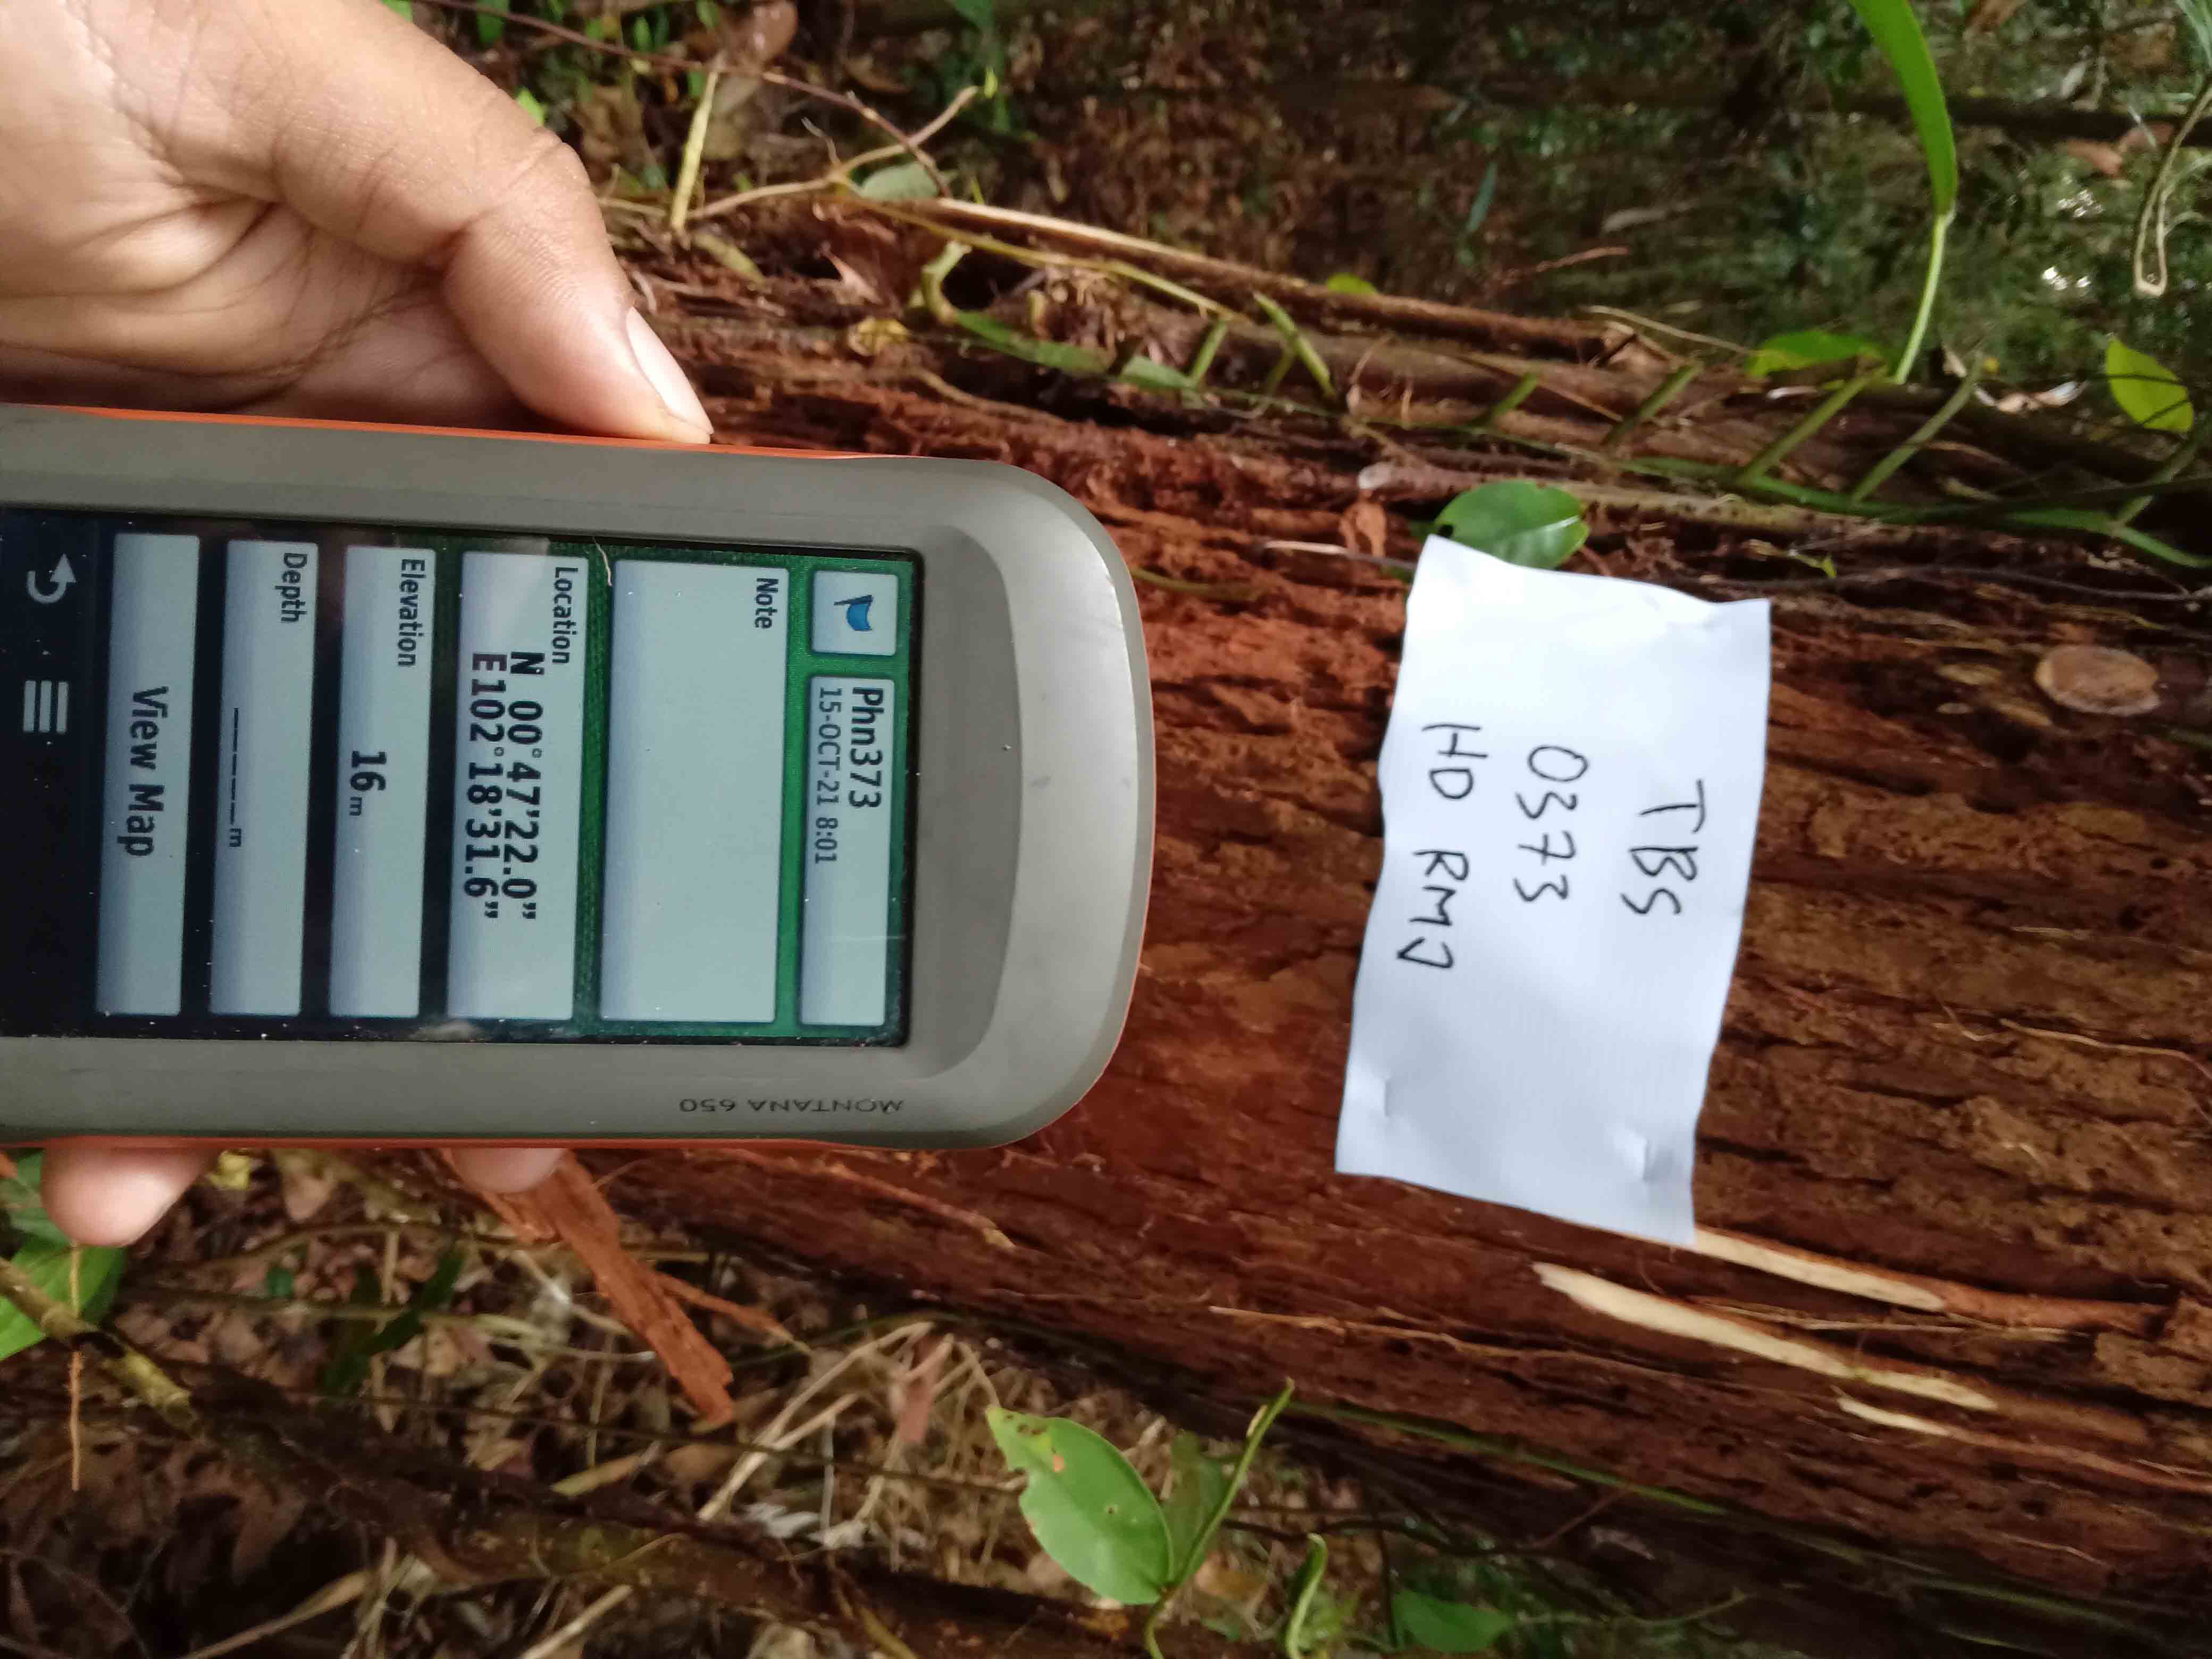 MONTANA 650
Phn373
15-OCT-21 8:01
Note
Location
N 00°47'22.0"
E102°18'31.6"
Elevation
16 m
Depth
_____ m
View Map
TBS
0373
HD RMJ